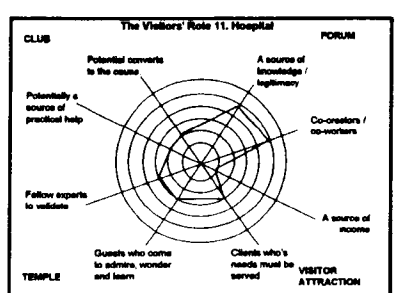 The Visitors' Role 11. Hospital
CLUB
FORUM
Potential converts
to the cause
A source of
knowledge /
legitimacy
Potentially a
source of
practical help
Co-creators /
co-workers
Fellow experts
to validate
A source of
income
Guests who come
to admire, wonder
and learn
Clients who's
needs must be
served
TEMPLE
VISITOR
ATTRACTION